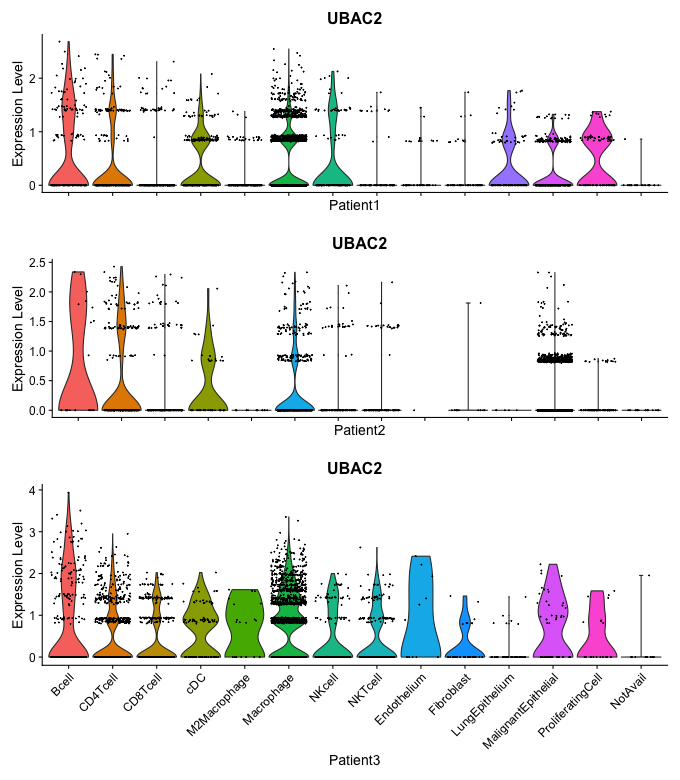 UBAC2
Expression Level
2
1
0
Patient1
UBAC2
Expression Level
2.5
2.0
1.5
1.0
0.5
0.0
Patient2
UBAC2
Expression Level
4
3
2
1
0
Bcell
CD4Tcell
CD8Tcell
cDC
M2Macrophage
Macrophage
NKcell
NKTcell
Endothelium
Fibroblast
LungEpithelium
MalignantEpithelial
ProliferatingCell
NotAvail
Patient3